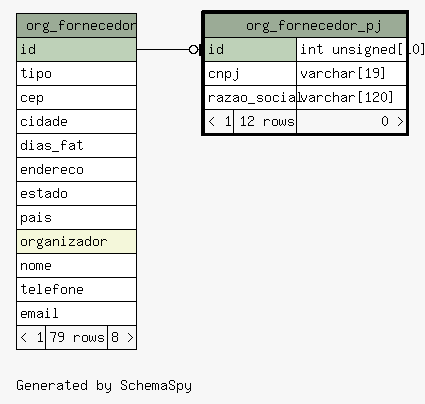 org_fornecedor
id
tipo
cep
cidade
dias_fat
endereco
estado
pais
organizador
nome
telefone
email
< 1 79 rows 8 >
org_fornecedor_pj
id int unsigned[10]
cnpj varchar[19]
razao_social varchar[120]
< 1 12 rows 0 >
Generated by SchemaSpy